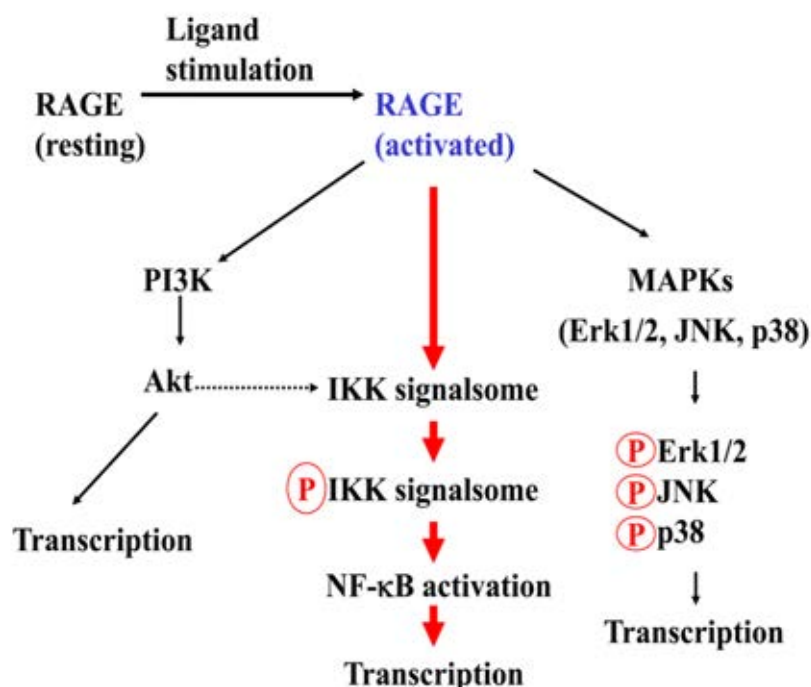 Ligand
stimulation
RAGE
(resting)
RAGE
(activated)
PI3K
Akt
Transcription
IKK signalsome
P IKK signalsome
NF-κB activation
Transcription
MAPKs
(Erk1/2, JNK, p38)
P Erk1/2
P JNK
P p38
Transcription